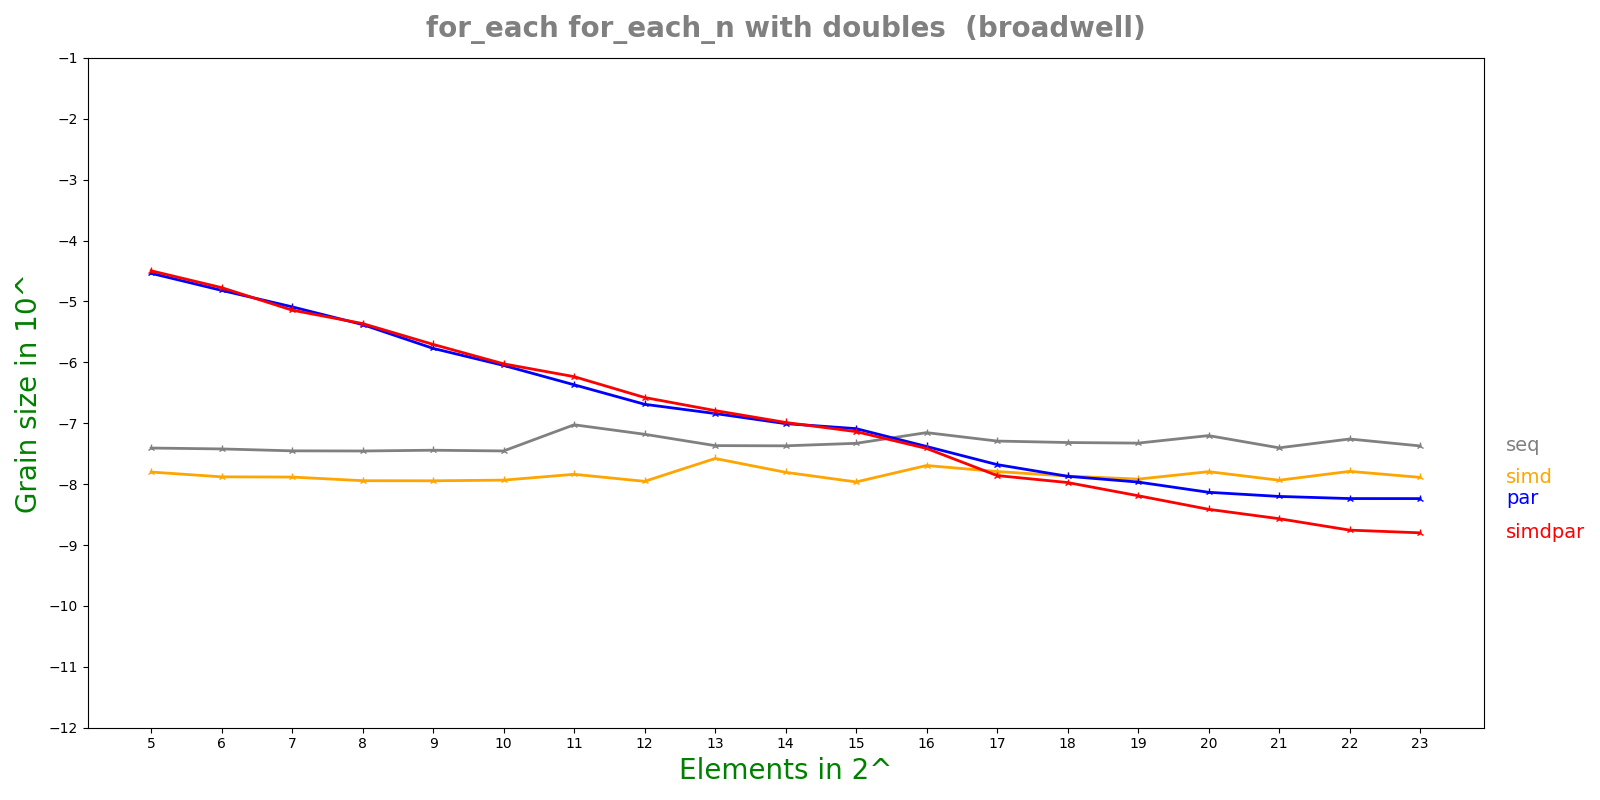 for_each for_each_n with doubles  (broadwell)
Grain size in 10^
−1
−2
−3
−4
−5
−6
−7
−8
−9
−10
−11
−12
seq
simd
par
simdpar
5 6 7 8 9 10 11 12 13 14 15 16 17 18 19 20 21 22 23
Elements in 2^